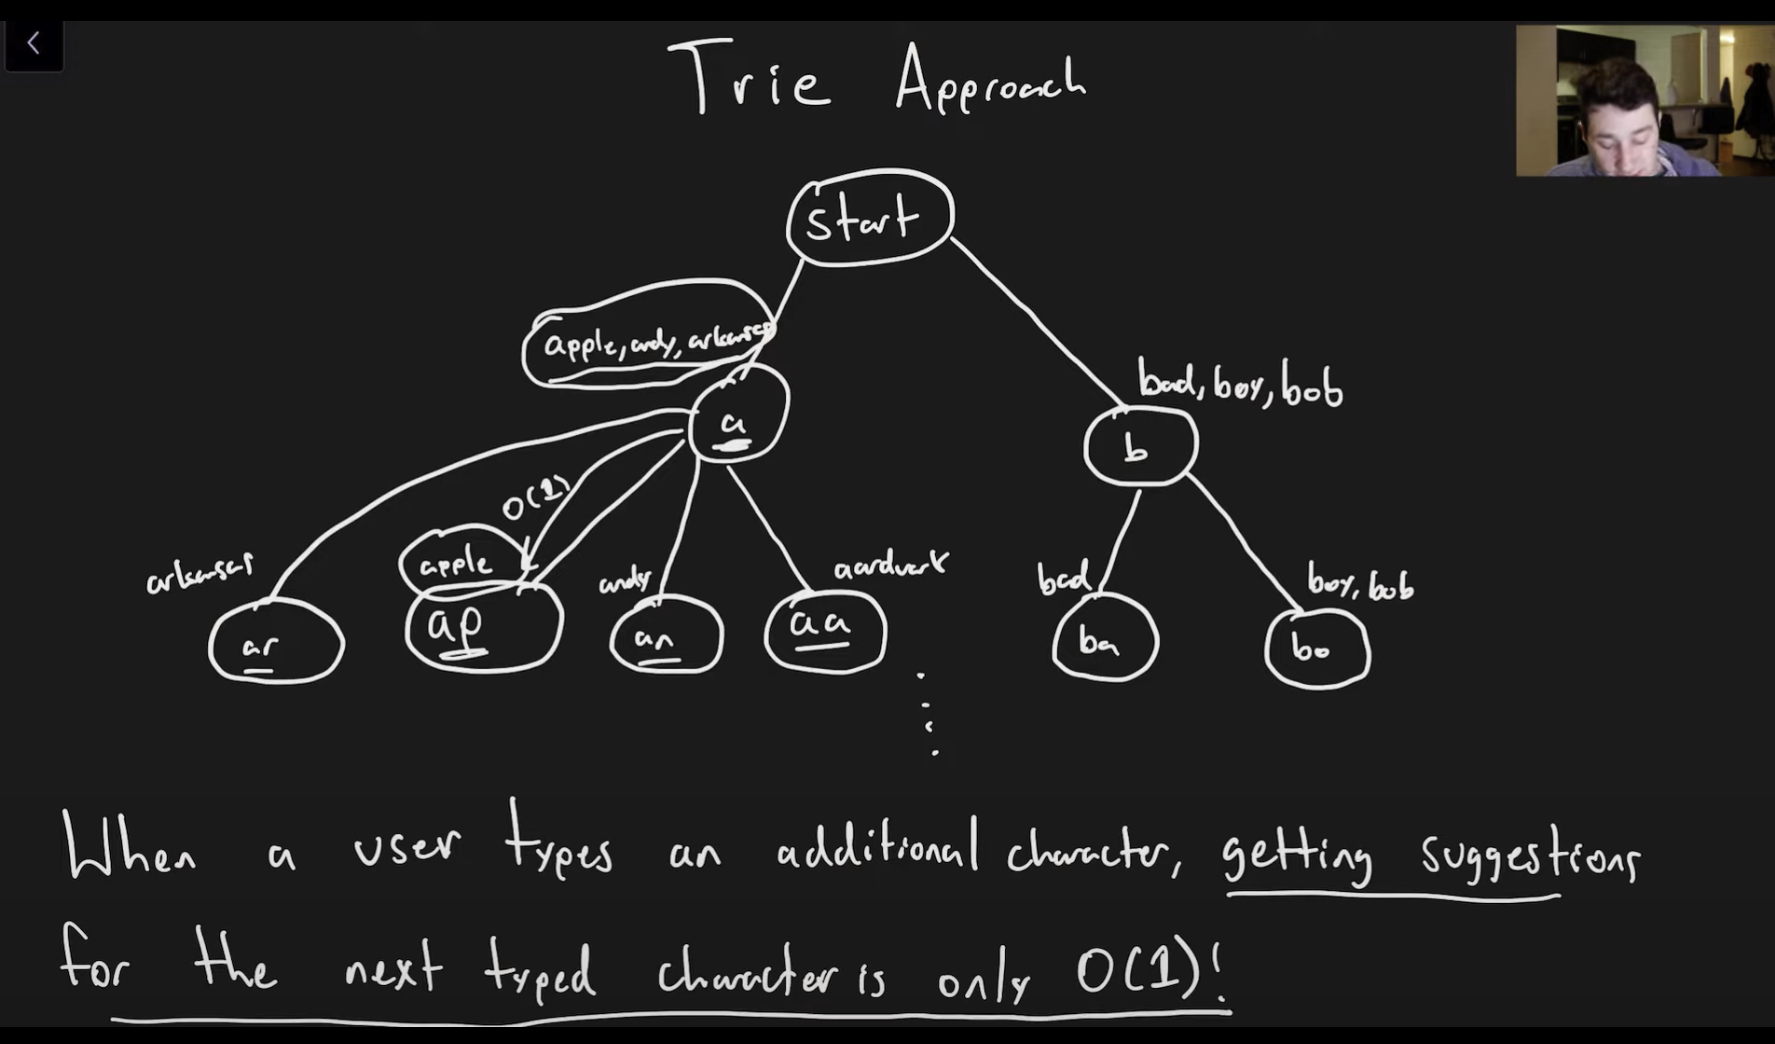 Trie Approach
start
apple, andy, arkansas
a
bad, boy, bob
b
O(1)
arkansas
apple
andy
aardvark
bad
boy, bob
ar
ap
an
aa
ba
bo
When a user types an additional character, getting suggestions
for the next typed character is only O(1)!